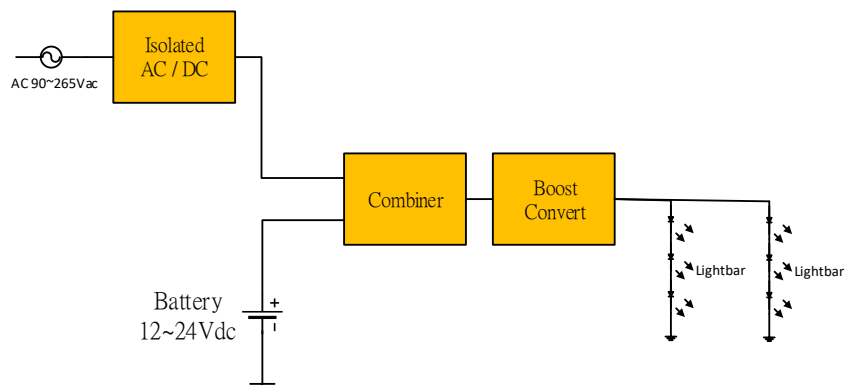 Isolated
AC / DC
AC 90~265Vac
Combiner
Boost
Convert
Lightbar
Lightbar
Battery
12~24Vdc
+
-